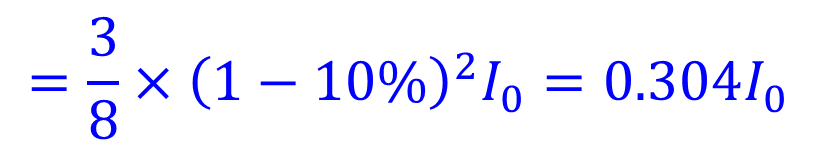 = 3/8 × (1 − 10%)²I₀ = 0.304I₀